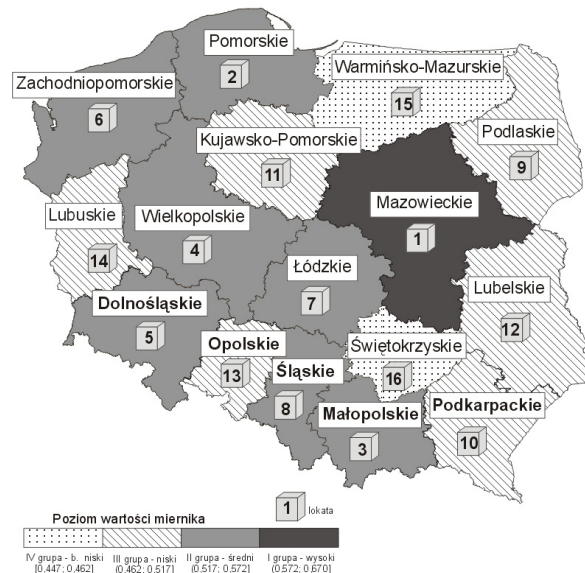 Pomorskie
2
Zachodniopomorskie
6
Warmińsko-Mazurskie
15
Kujawsko-Pomorskie
11
Podlaskie
9
Mazowieckie
1
Lubuskie
14
Wielkopolskie
4
Łódzkie
7
Lubelskie
12
Dolnośląskie
5
Opolskie
13
Śląskie
8
Świętokrzyskie
16
Małopolskie
3
Podkarpackie
10
1 lokata
Poziom wartości miernika
IV grupa - b. niski
[0,447; 0,462]
III grupa - niski
(0,462; 0,517]
II grupa - średni
(0,517; 0,572]
I grupa - wysoki
(0,572; 0,670]